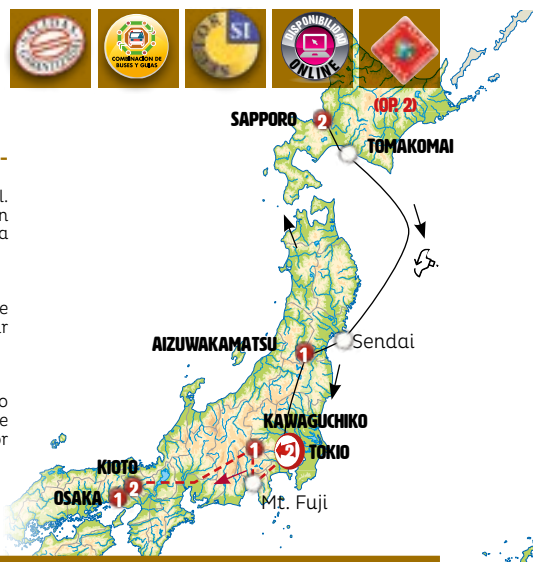 COMBINACIÓN DE
BUSES Y GUIAS
SI
DISPONIBILIDAD
ONLINE
(OP. 2)
SAPPORO
2
TOMAKOMAI
-
l.
n
a
e
r
AIZUWAKAMATSU
1
Sendai
o
e
r
KAWAGUCHIKO
1
2
TOKIO
KIOTO
OSAKA
1
2
Mt. Fuji